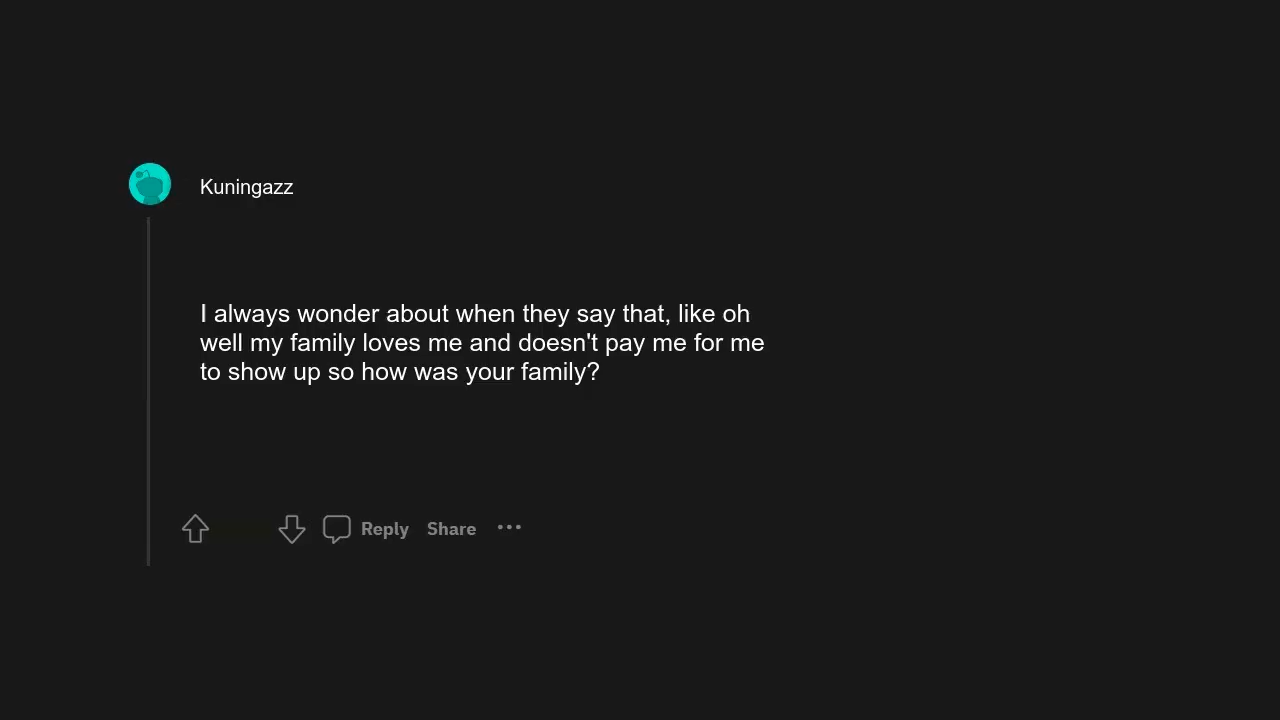 Kuningazz
I always wonder about when they say that, like oh
well my family loves me and doesn't pay me for me
to show up so how was your family?
Reply Share